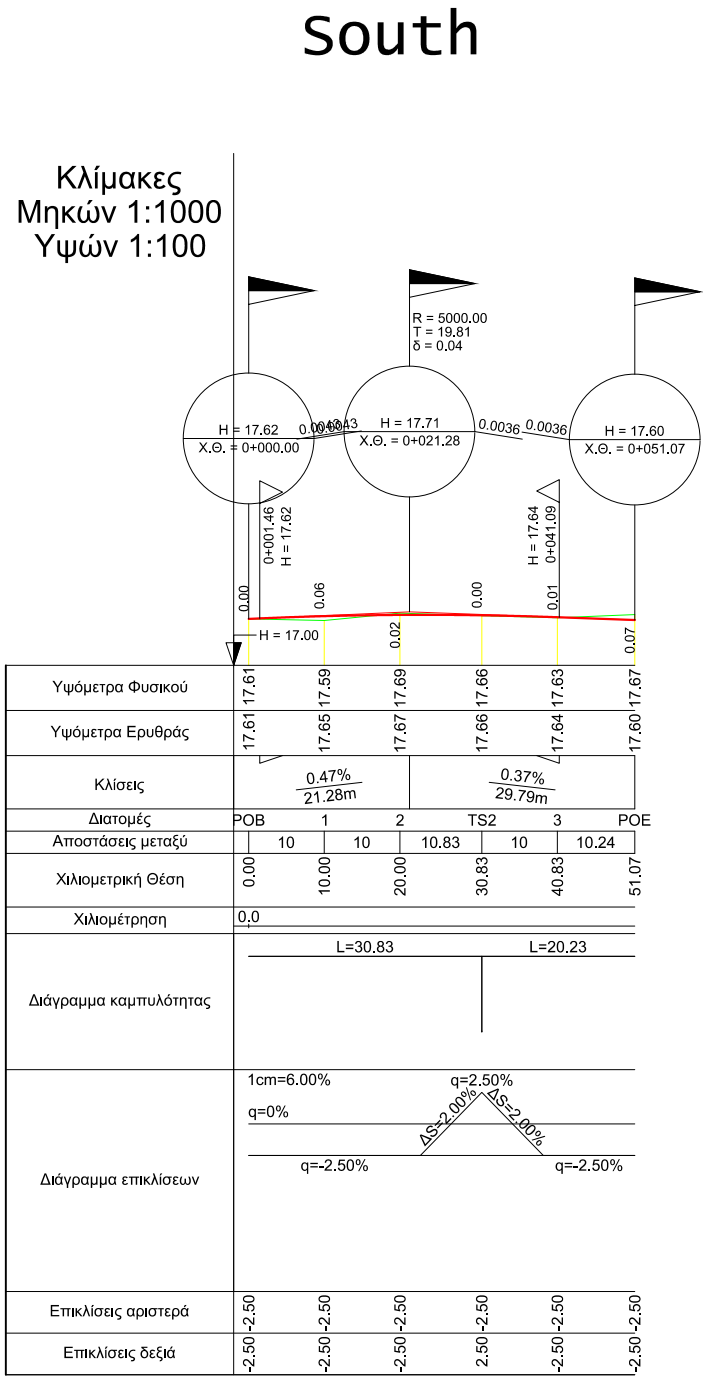 South
Κλίμακες
Μηκών 1:1000
Υψών 1:100
R = 5000.00
T = 19.81
δ = 0.04
H = 17.62
Χ.Θ. = 0+000.00
0.0043
0.0043
H = 17.71
Χ.Θ. = 0+021.28
0.0036
0.0036
H = 17.60
Χ.Θ. = 0+051.07
0+001.46
H = 17.62
H = 17.64
0+041.09
0.00
0.06
0.02
0.00
0.01
0.07
H = 17.00
Υψόμετρα Φυσικού 17.61 17.59 17.69 17.66 17.63 17.67
Υψόμετρα Ερυθράς 17.61 17.65 17.67 17.66 17.64 17.60
Κλίσεις
0.47%
21.28m
0.37%
29.79m
Διατομές POB 1 2 TS2 3 POE
Αποστάσεις μεταξύ 10 10 10.83 10 10.24
Χιλιομετρική Θέση 0.00 10.00 20.00 30.83 40.83 51.07
Χιλιομέτρηση 0.0
Διάγραμμα καμπυλότητας
L=30.83 L=20.23
Διάγραμμα επικλίσεων
1cm=6.00% q=2.50%
q=0%
ΔS=2.00% ΔS=2.00%
q=-2.50% q=-2.50%
Επικλίσεις αριστερά -2.50 -2.50 -2.50 -2.50 -2.50 -2.50
Επικλίσεις δεξιά -2.50 -2.50 -2.50 2.50 -2.50 -2.50